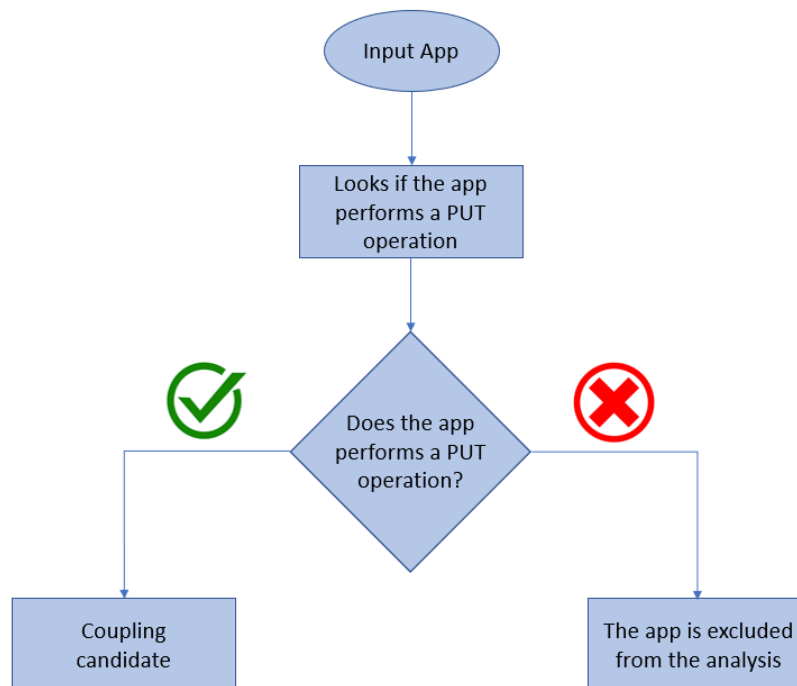 Input App
Looks if the app
performs a PUT
operation
Does the app
performs a PUT
operation?
Coupling
candidate
The app is excluded
from the analysis